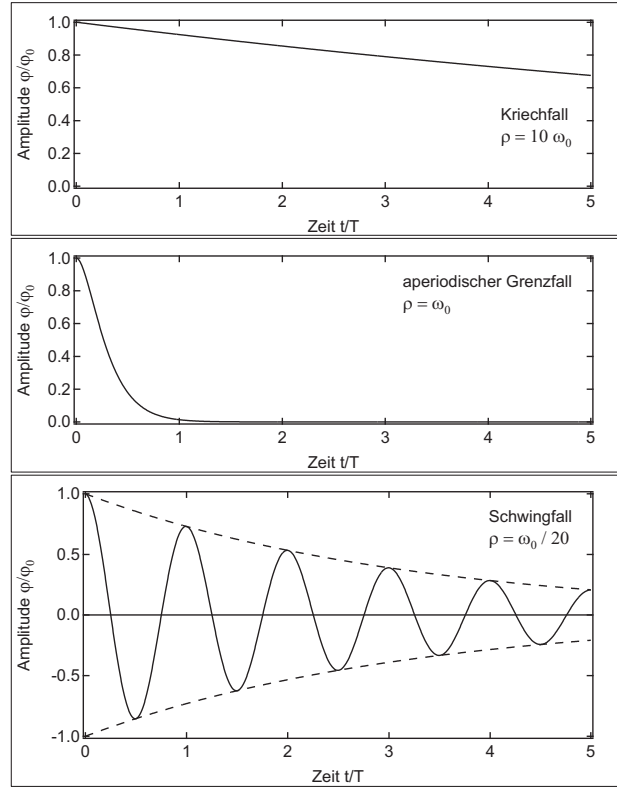 Amplitude φ/φ₀
1.0
0.8
0.6
0.4
0.2
0.0
Kriechfall
ρ = 10 ω₀
0 1 2 3 4 5
Zeit t/T
Amplitude φ/φ₀
1.0
0.8
0.6
0.4
0.2
0.0
aperiodischer Grenzfall
ρ = ω₀
0 1 2 3 4 5
Zeit t/T
Amplitude φ/φ₀
1.0
0.5
0.0
-0.5
-1.0
Schwingfall
ρ = ω₀ / 20
0 1 2 3 4 5
Zeit t/T